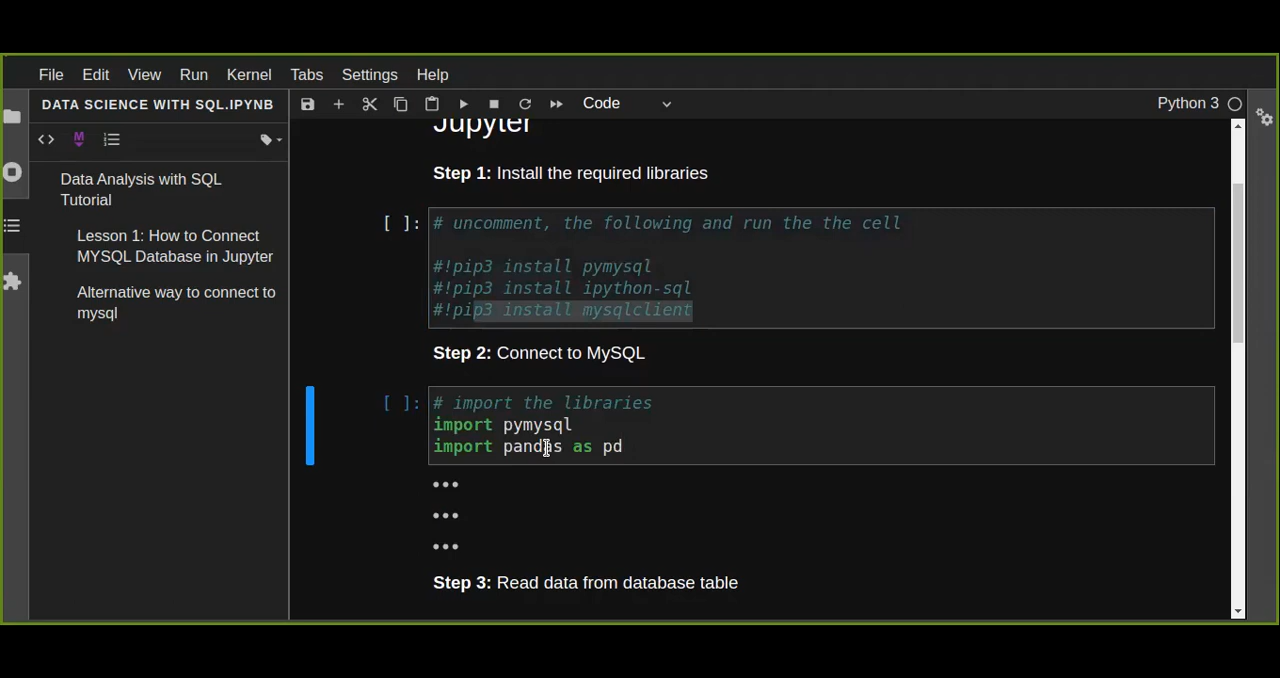 File Edit View Run Kernel Tabs Settings Help
DATA SCIENCE WITH SQL.IPYNB
Code
Python 3
M
Data Analysis with SQL
Tutorial
Lesson 1: How to Connect
MYSQL Database in Jupyter
Alternative way to connect to
mysql
Jupyter
Step 1: Install the required libraries
[ ]: # uncomment, the following and run the the cell
#!pip3 install pymysql
#!pip3 install ipython-sql
#!pip3 install mysqlclient
Step 2: Connect to MySQL
[ ]: # import the libraries
import pymysql
import pandas as pd
•••
•••
•••
Step 3: Read data from database table